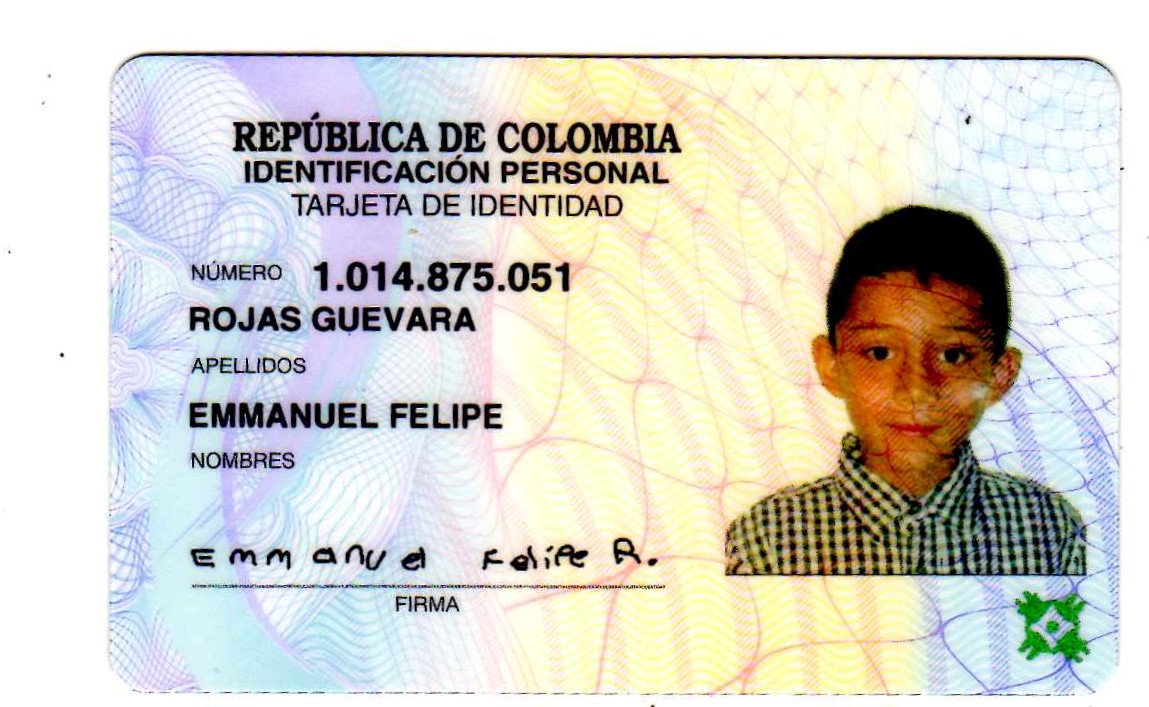 REPÚBLICA DE COLOMBIA
IDENTIFICACIÓN PERSONAL
TARJETA DE IDENTIDAD
NÚMERO 1.014.875.051
ROJAS GUEVARA
APELLIDOS
EMMANUEL FELIPE
NOMBRES
Emmanuel Felipe R.
FIRMA